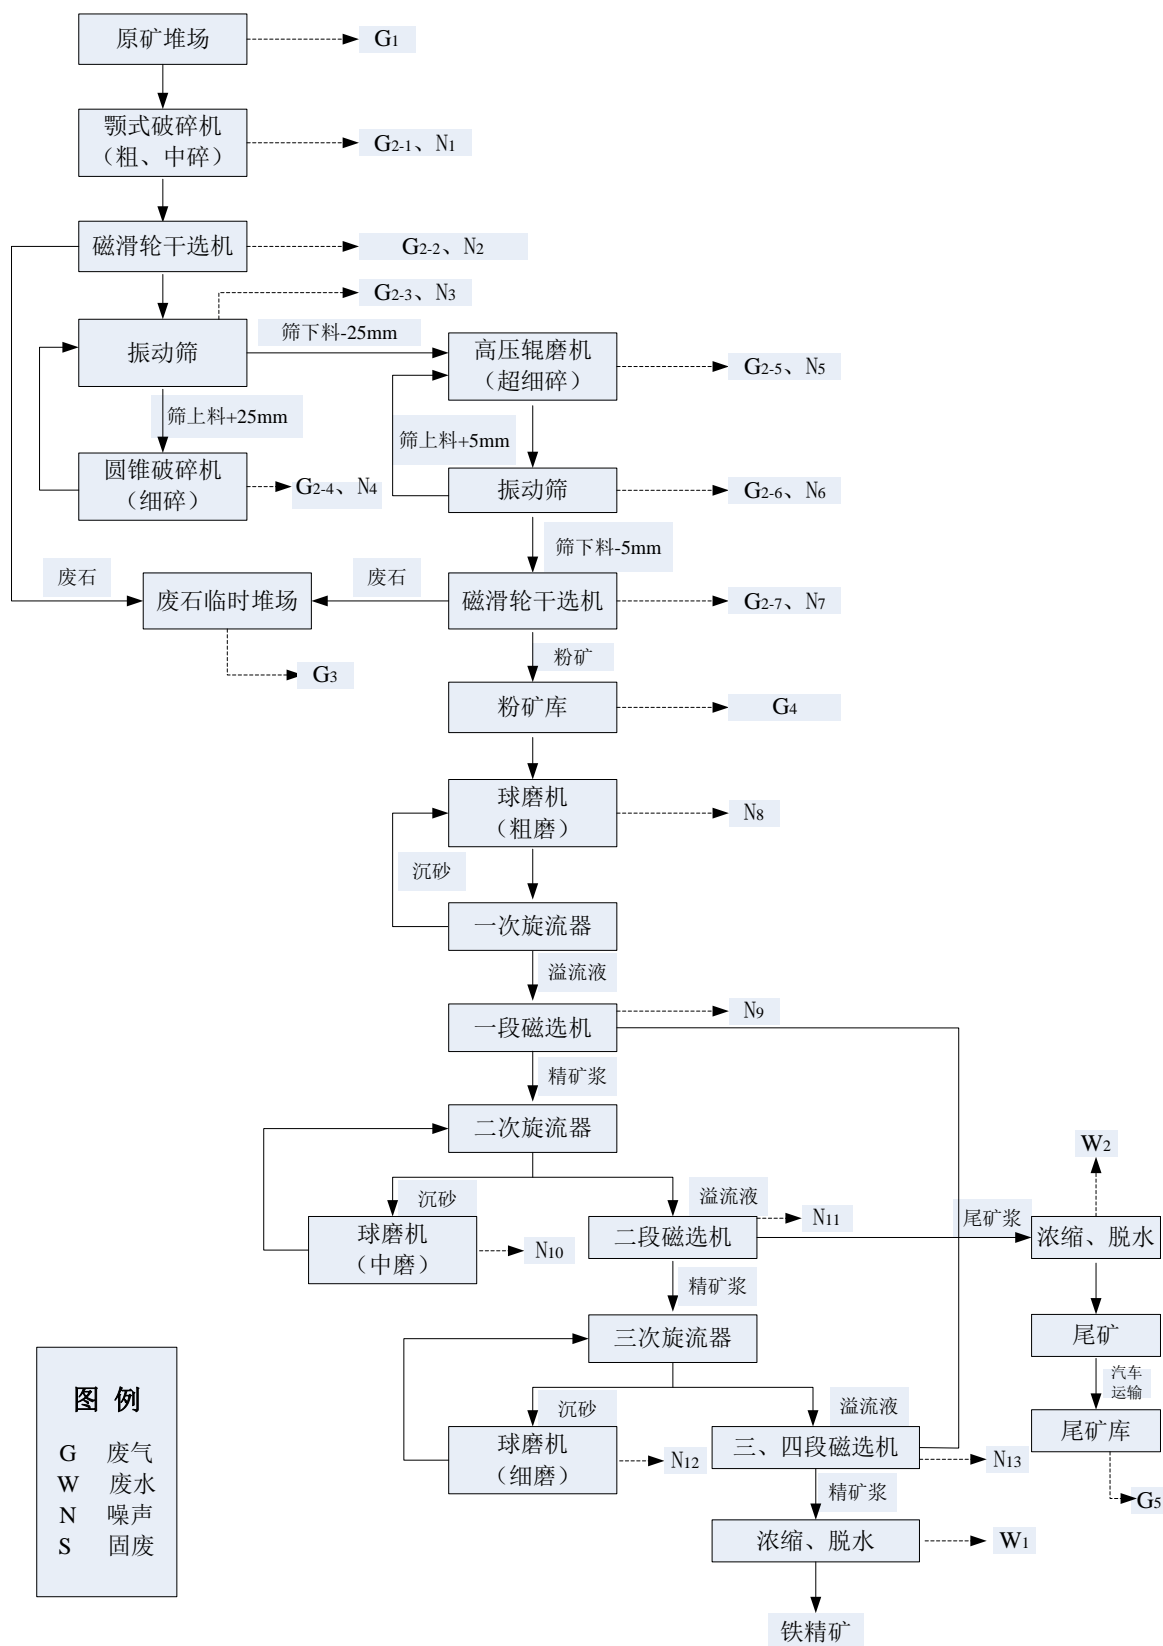 原矿堆场
G1
颚式破碎机
（粗、中碎）
G2-1、N1
磁滑轮干选机
G2-2、N2
G2-3、N3
振动筛
筛下料-25mm
高压辊磨机
（超细碎）
G2-5、N5
筛上料+25mm
筛上料+5mm
圆锥破碎机
（细碎）
G2-4、N4
振动筛
G2-6、N6
筛下料-5mm
废石
废石
废石临时堆场
磁滑轮干选机
G2-7、N7
粉矿
G3
粉矿库
G4
球磨机
（粗磨）
N8
沉砂
一次旋流器
溢流液
一段磁选机
N9
精矿浆
二次旋流器
W2
沉砂
溢流液
球磨机
（中磨）
N10
二段磁选机
N11
尾矿浆
浓缩、脱水
精矿浆
三次旋流器
尾矿
汽车
运输
沉砂
溢流液
尾矿库
球磨机
（细磨）
N12
三、四段磁选机
N13
G5
精矿浆
浓缩、脱水
W1
铁精矿
图 例
G 废气
W 废水
N 噪声
S 固废